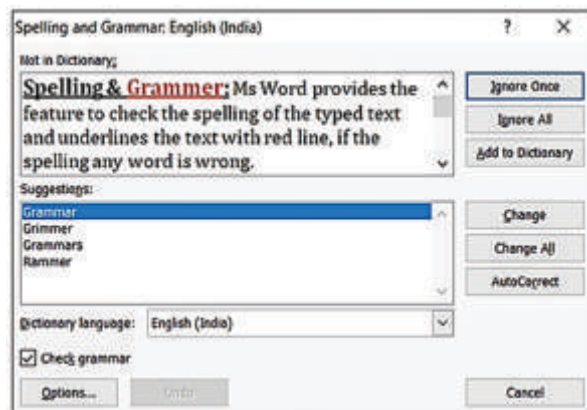 Spelling and Grammar: English (India)
? X
Not in Dictionary:
Spelling & Grammer: Ms Word provides the
feature to check the spelling of the typed text
and underlines the text with red line, if the
spelling any word is wrong.
Ignore Once
Ignore All
Add to Dictionary
Suggestions:
Grammar
Grimmer
Grammars
Rammer
Change
Change All
AutoCorrect
Dictionary language: English (India)
Check grammar
Options...
Undo
Cancel